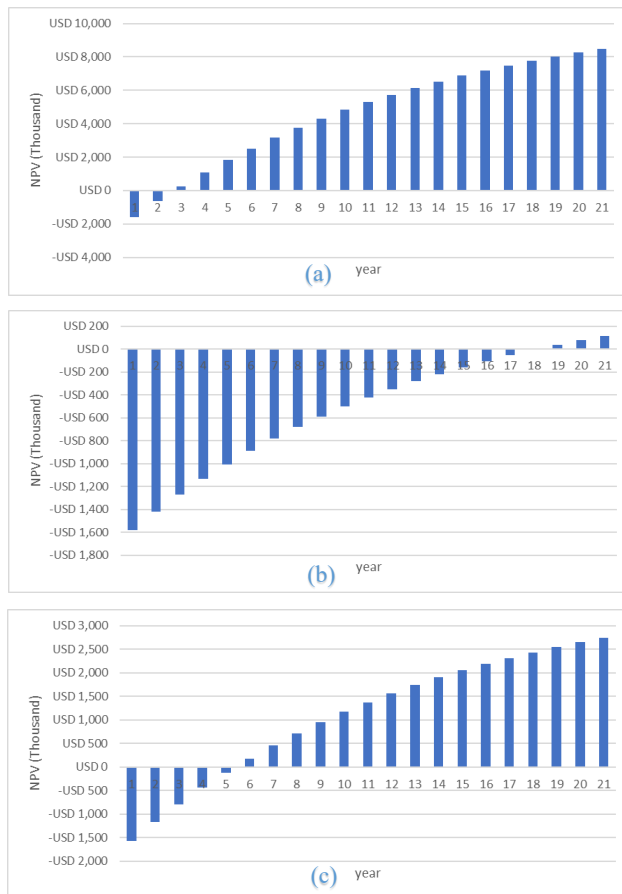 USD 10,000
USD 8,000
USD 6,000
USD 4,000
USD 2,000
USD 0
-USD 2,000
-USD 4,000
NPV (Thousand)
1 2 3 4 5 6 7 8 9 10 11 12 13 14 15 16 17 18 19 20 21
(a) year
USD 200
USD 0
-USD 200
-USD 400
-USD 600
-USD 800
-USD 1,000
-USD 1,200
-USD 1,400
-USD 1,600
-USD 1,800
NPV (Thousand)
1 2 3 4 5 6 7 8 9 10 11 12 13 14 15 16 17 18 19 20 21
(b) year
USD 3,000
USD 2,500
USD 2,000
USD 1,500
USD 1,000
USD 500
USD 0
-USD 500
-USD 1,000
-USD 1,500
-USD 2,000
NPV (Thousand)
1 2 3 4 5 6 7 8 9 10 11 12 13 14 15 16 17 18 19 20 21
(c) year